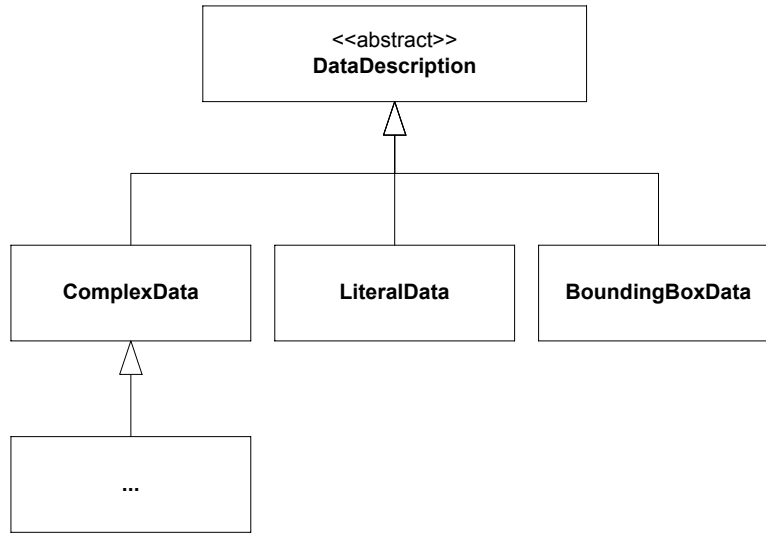 <<abstract>>
DataDescription
ComplexData
LiteralData
BoundingBoxData
...